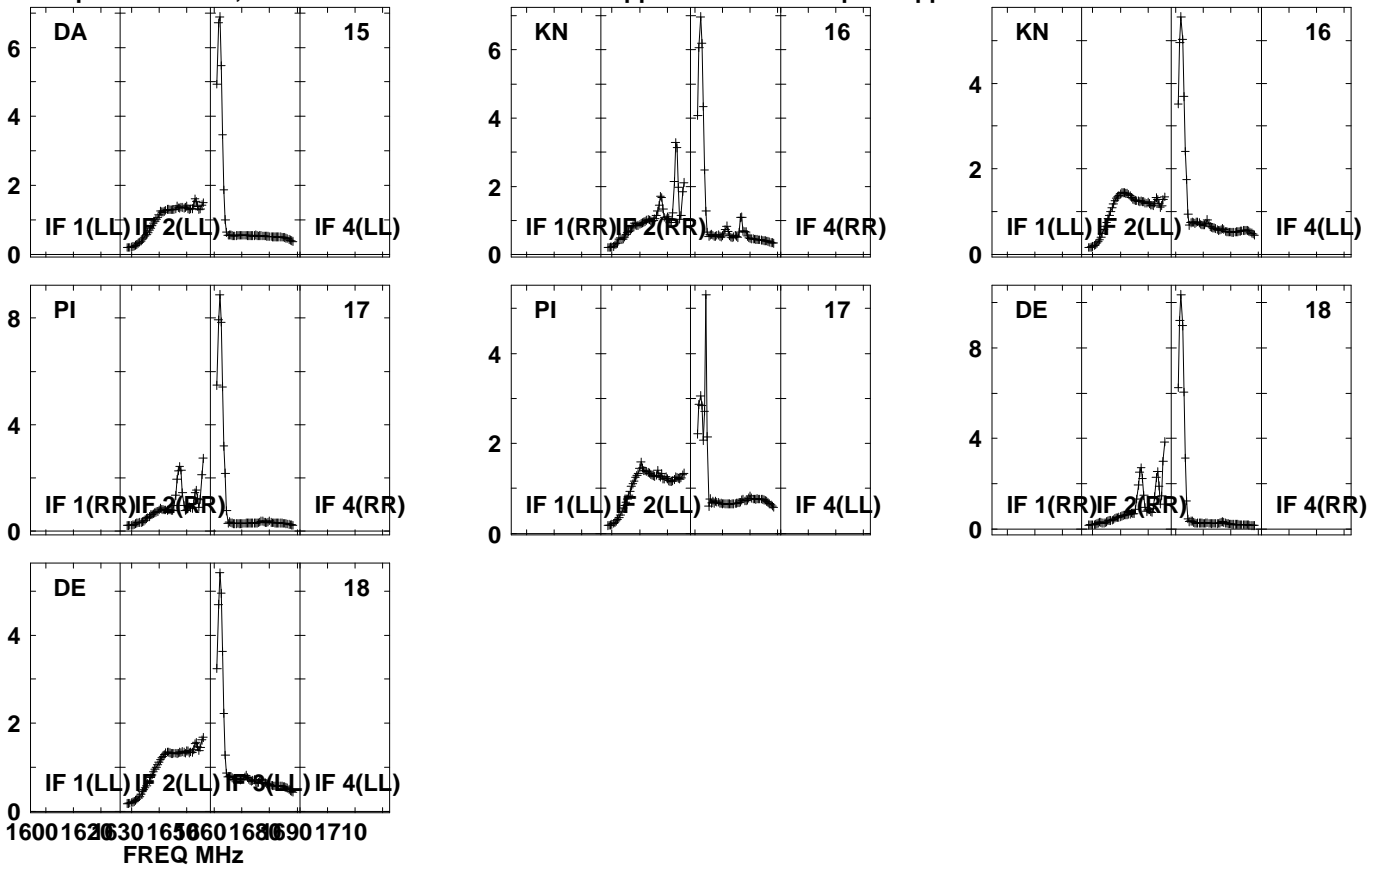 DA 15 KN 16 KN 16
6
4
2
0
IF 1(LL) IF 2(LL) IF 4(LL)
6
4
2
0
IF 1(RR) IF 2(RR) IF 4(RR)
4
2
0
IF 1(LL) IF 2(LL) IF 4(LL)
PI 17 PI 17 DE 18
8
4
0
IF 1(RR) IF 2(RR) IF 4(RR)
4
2
0
IF 1(LL) IF 2(LL) IF 4(LL)
8
4
0
IF 1(RR) IF 2(RR) IF 4(RR)
DE 18
4
2
0
IF 1(LL) IF 2(LL) IF 3(LL) IF 4(LL)
1600 1630 1660 1690 1710
FREQ MHz